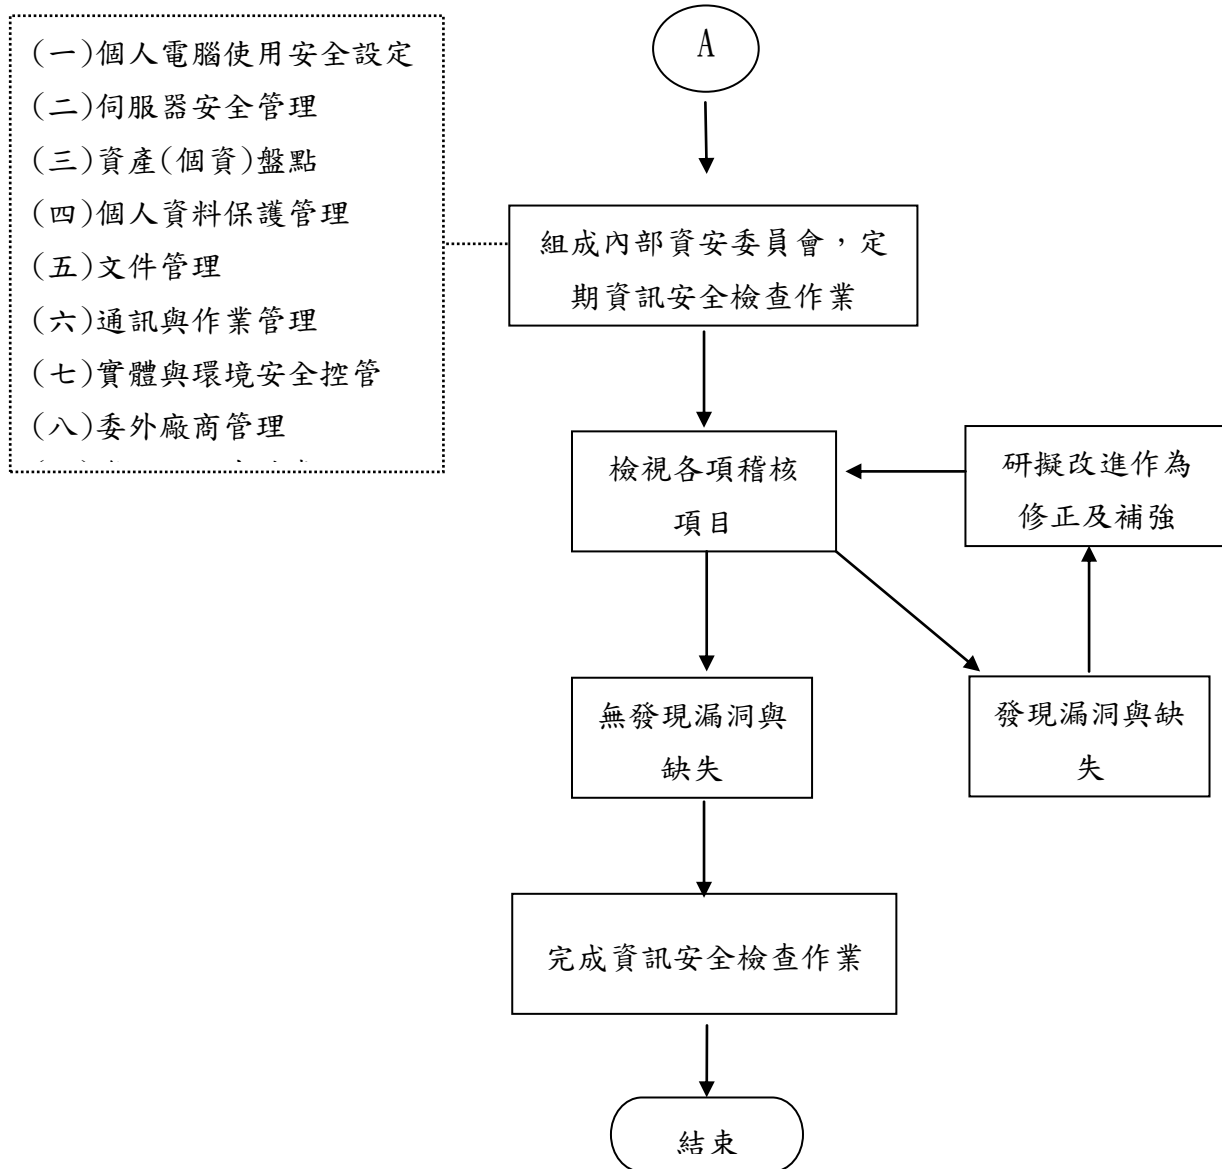 (一)個人電腦使用安全設定
(二)伺服器安全管理
(三)資產(個資)盤點
(四)個人資料保護管理
(五)文件管理
(六)通訊與作業管理
(七)實體與環境安全控管
(八)委外廠商管理
A
組成內部資安委員會，定
期資訊安全檢查作業
檢視各項稽核
項目
研擬改進作為
修正及補強
無發現漏洞與
缺失
發現漏洞與缺
失
完成資訊安全檢查作業
結束